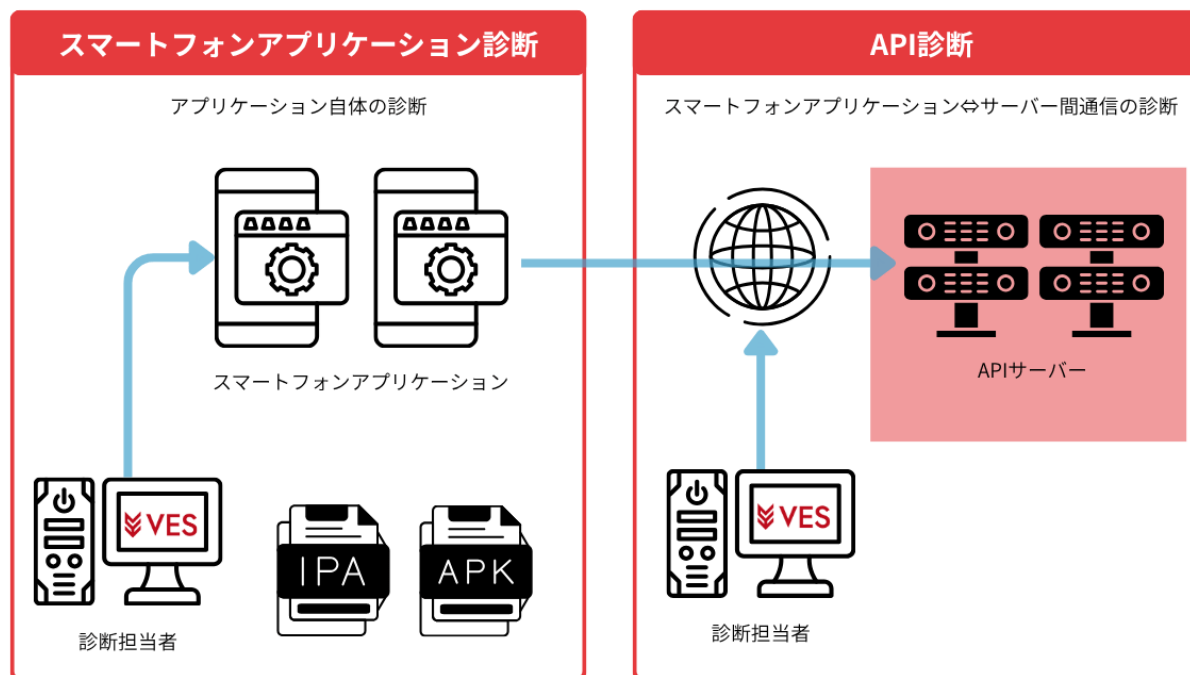 スマートフォンアプリケーション診断
アプリケーション自体の診断
スマートフォンアプリケーション
VES
診断担当者
IPA
APK
API診断
スマートフォンアプリケーション⇔サーバー間通信の診断
APIサーバー
VES
診断担当者